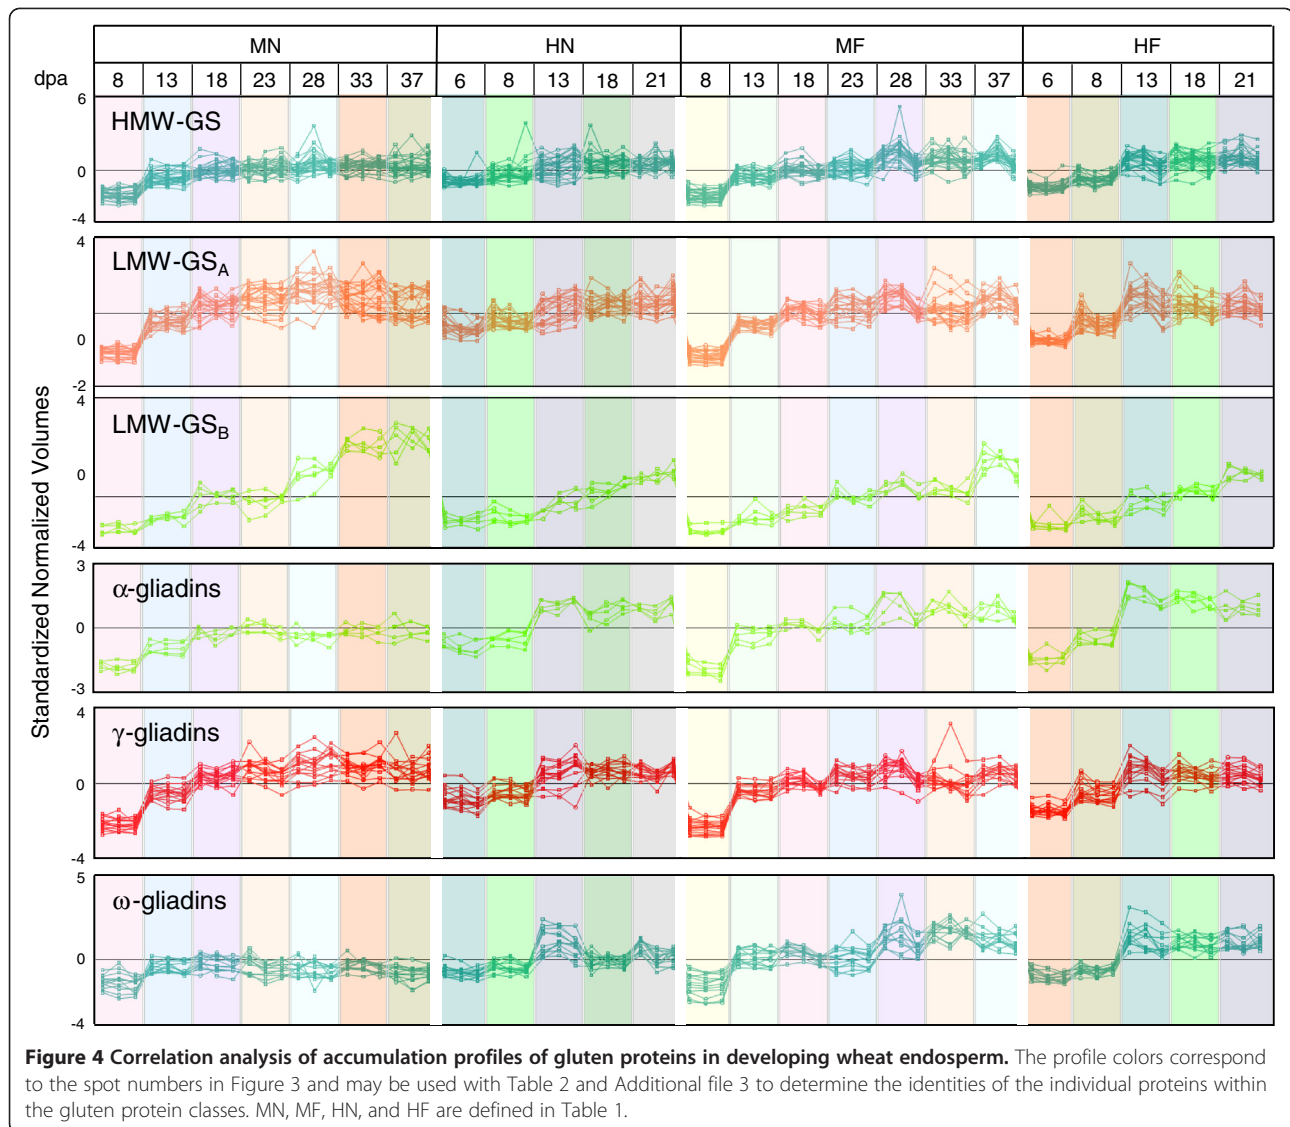 MN HN MF HF
dpa 8 13 18 23 28 33 37 6 8 13 18 21 8 13 18 23 28 33 37 6 8 13 18 21
Standardized Normalized Volumes
6
HMW-GS
0
-4
4
LMW-GSA
0
-2
4
LMW-GSB
0
-4
3
α-gliadins
0
-3
4
γ-gliadins
0
-4
5
ω-gliadins
0
-4
Figure 4 Correlation analysis of accumulation profiles of gluten proteins in developing wheat endosperm. The profile colors correspond
to the spot numbers in Figure 3 and may be used with Table 2 and Additional file 3 to determine the identities of the individual proteins within
the gluten protein classes. MN, MF, HN, and HF are defined in Table 1.